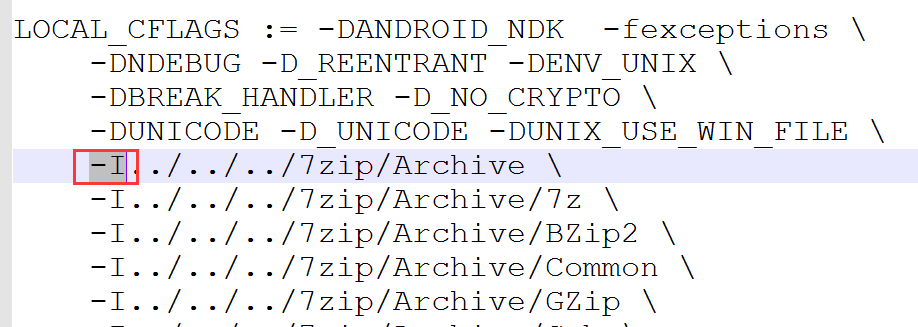 LOCAL_CFLAGS := -DANDROID_NDK  -fexceptions \
-DNDEBUG -D_REENTRANT -DENV_UNIX \
-DBREAK_HANDLER -D_NO_CRYPTO \
-DUNICODE -D_UNICODE -DUNIX_USE_WIN_FILE \
-I../../../7zip/Archive \
-I../../../7zip/Archive/7z \
-I../../../7zip/Archive/BZip2 \
-I../../../7zip/Archive/Common \
-I../../../7zip/Archive/GZip \